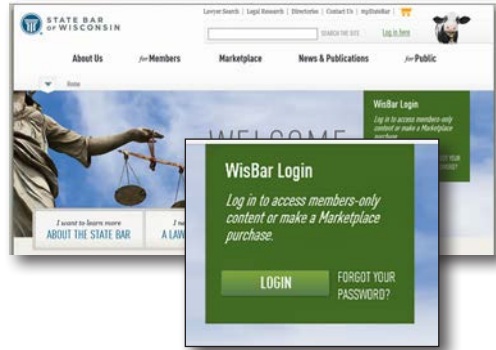 STATE BAR
OF WISCONSIN
Lawyer Search | Legal Research | Directories | Contact Us | myStateBar |
SEARCH THE SITE
Log in here
About Us
for Members
Marketplace
News & Publications
for Public
Home
WELCOME
WisBar Login
Log in to access members-only
content or make a Marketplace
purchase.
YOUR
I want to learn more
ABOUT THE STATE BAR
A LAW
WisBar Login
Log in to access members-only
content or make a Marketplace
purchase.
LOGIN
FORGOT YOUR
PASSWORD?